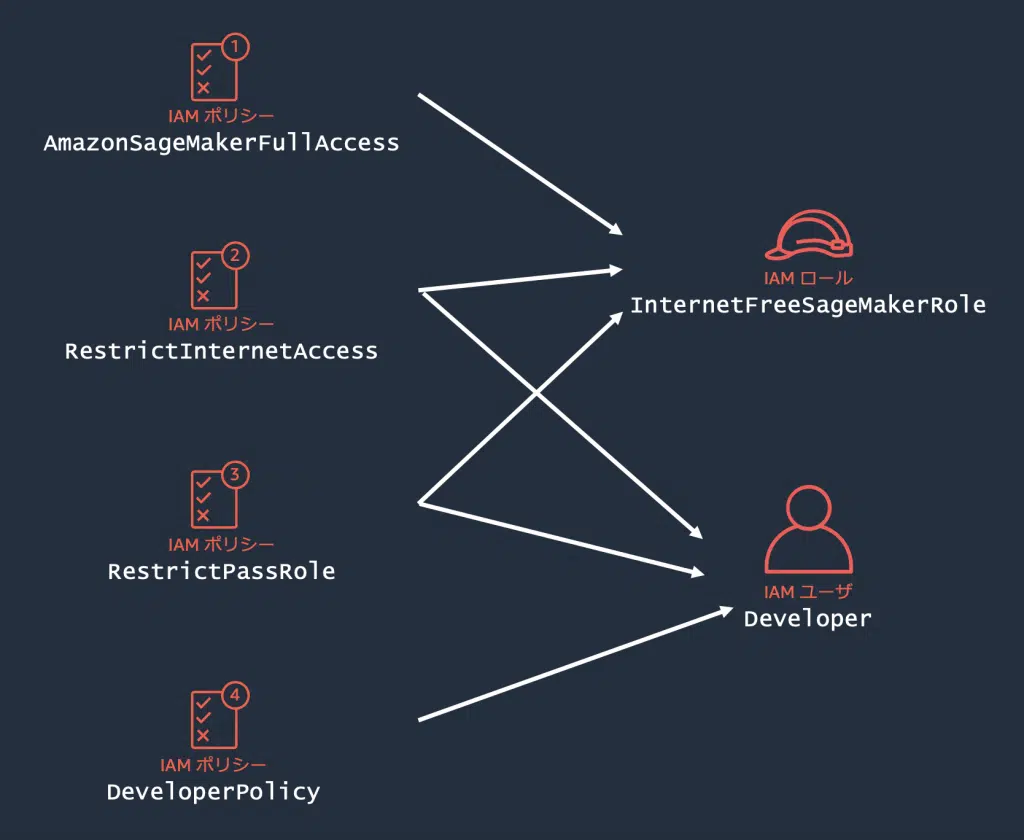 1
IAM ポリシー
AmazonSageMakerFullAccess
2
IAM ポリシー
RestrictInternetAccess
3
IAM ポリシー
RestrictPassRole
4
IAM ポリシー
DeveloperPolicy
IAM ロール
InternetFreeSageMakerRole
IAM ユーザ
Developer